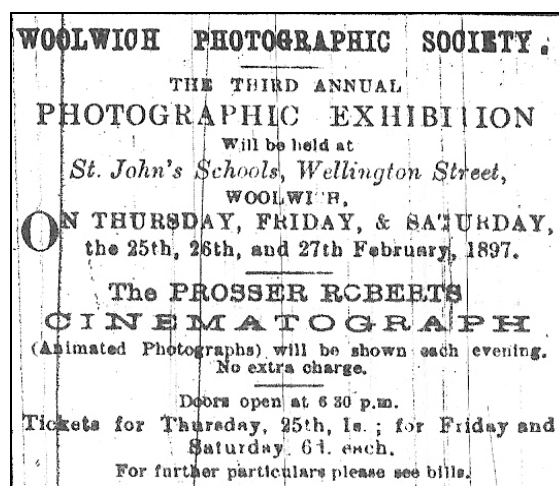 WOOLWICH PHOTOGRAPHIC SOCIETY.
THE THIRD ANNUAL
PHOTOGRAPHIC EXHIBITION
Will be held at
St. John's Schools, Wellington Street,
WOOLWICH,
ON THURSDAY, FRIDAY, & SATURDAY,
the 25th, 26th, and 27th February, 1897.
The PROSSER ROBERTS
CINEMATOGRAPH
(Animated Photographs) will be shown each evening.
No extra charge.
Doors open at 6 30 p.m.
Tickets for Thursday, 25th, 1s. ; for Friday and
Saturday 6d. each.
For further particulars please see bills.